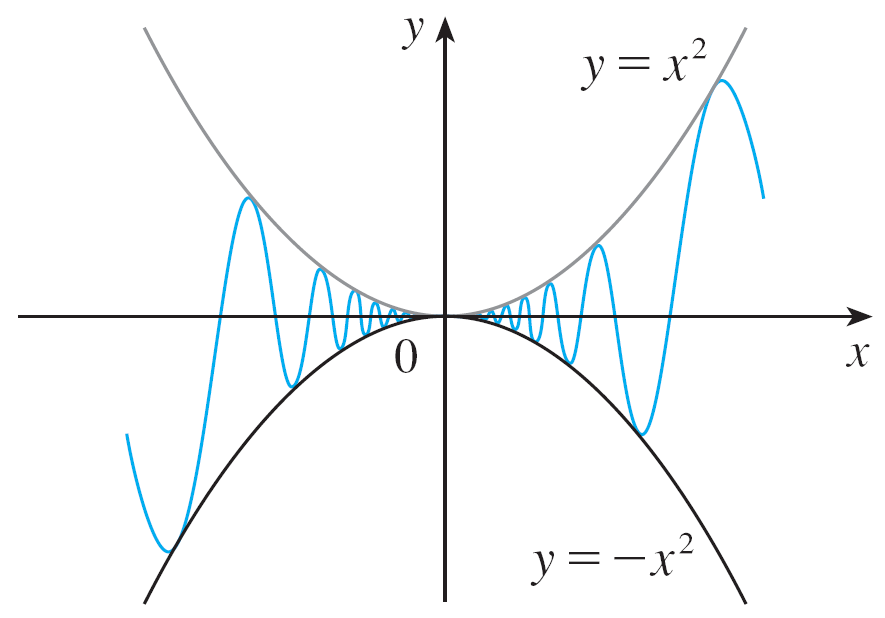 y
y = x²
0
x
y = −x²